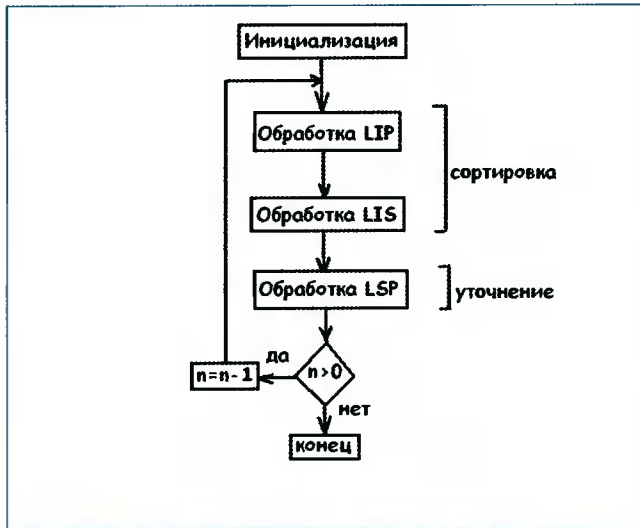 Инициализация
Обработка LIP
сортировка
Обработка LIS
Обработка LSP
уточнение
да
n=n-1
n>0
нет
конец